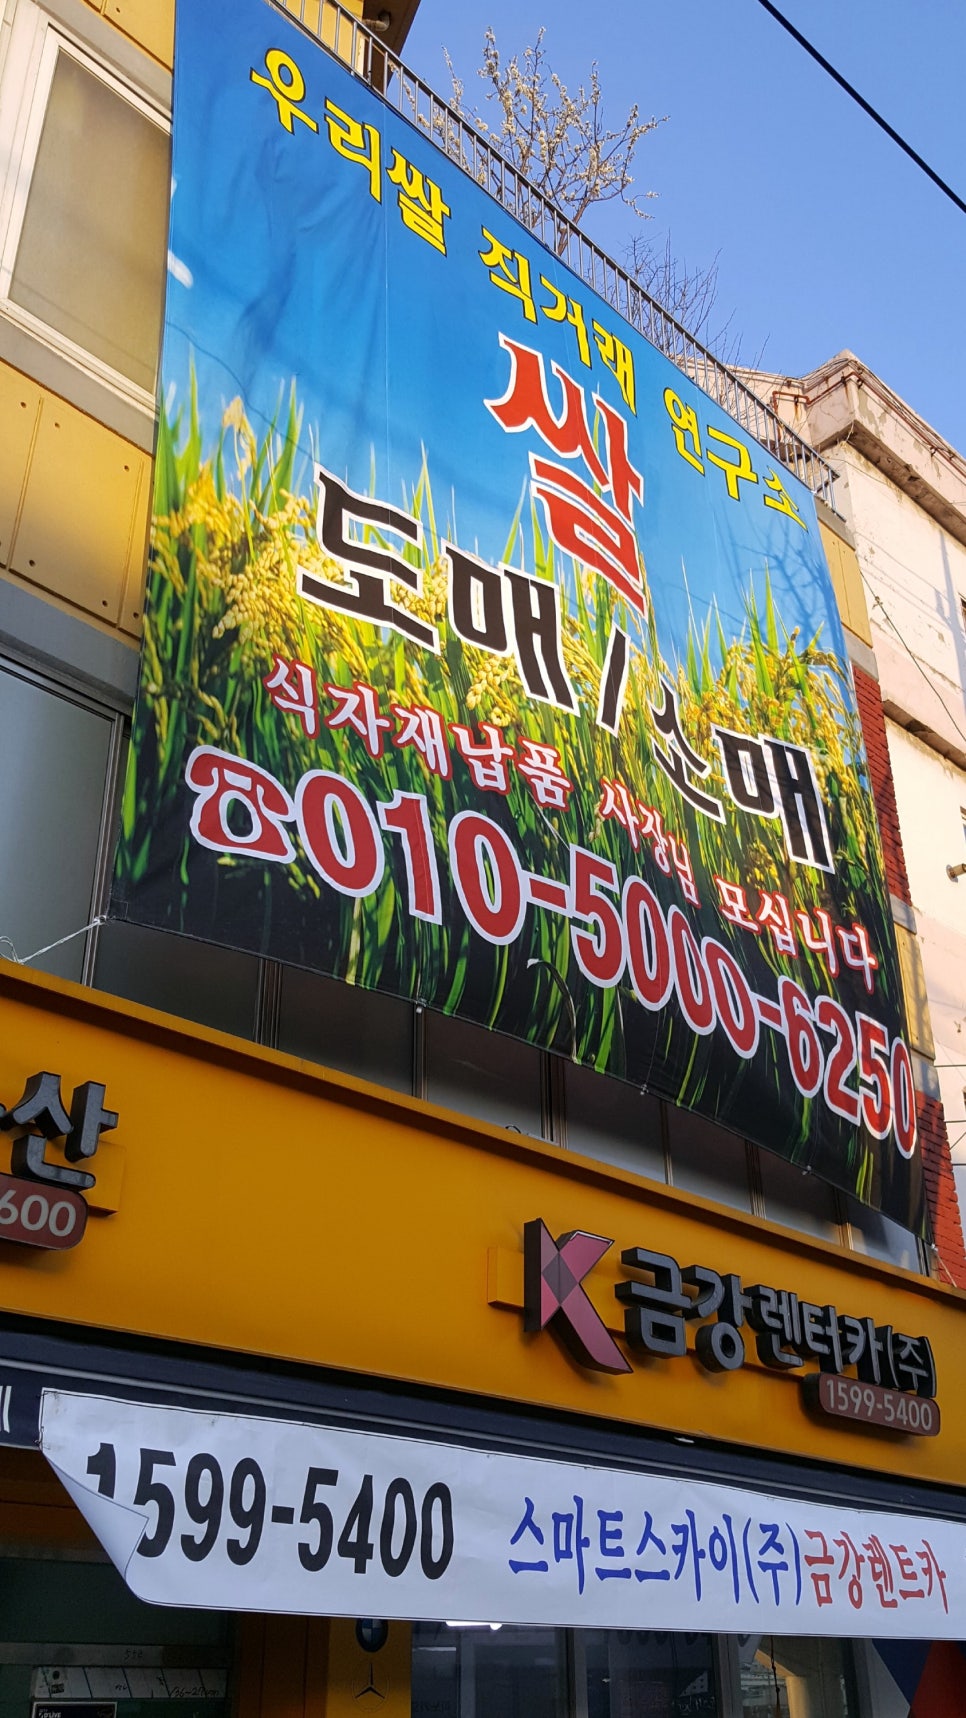 우리쌀 직거래 연구소
쌀
도매/소매
식자재납품 사장님 모십니다
☎010-5000-6250
산
600
K 금강렌터카(주)
1599-5400
1599-5400 스마트스카이(주)금강렌트카